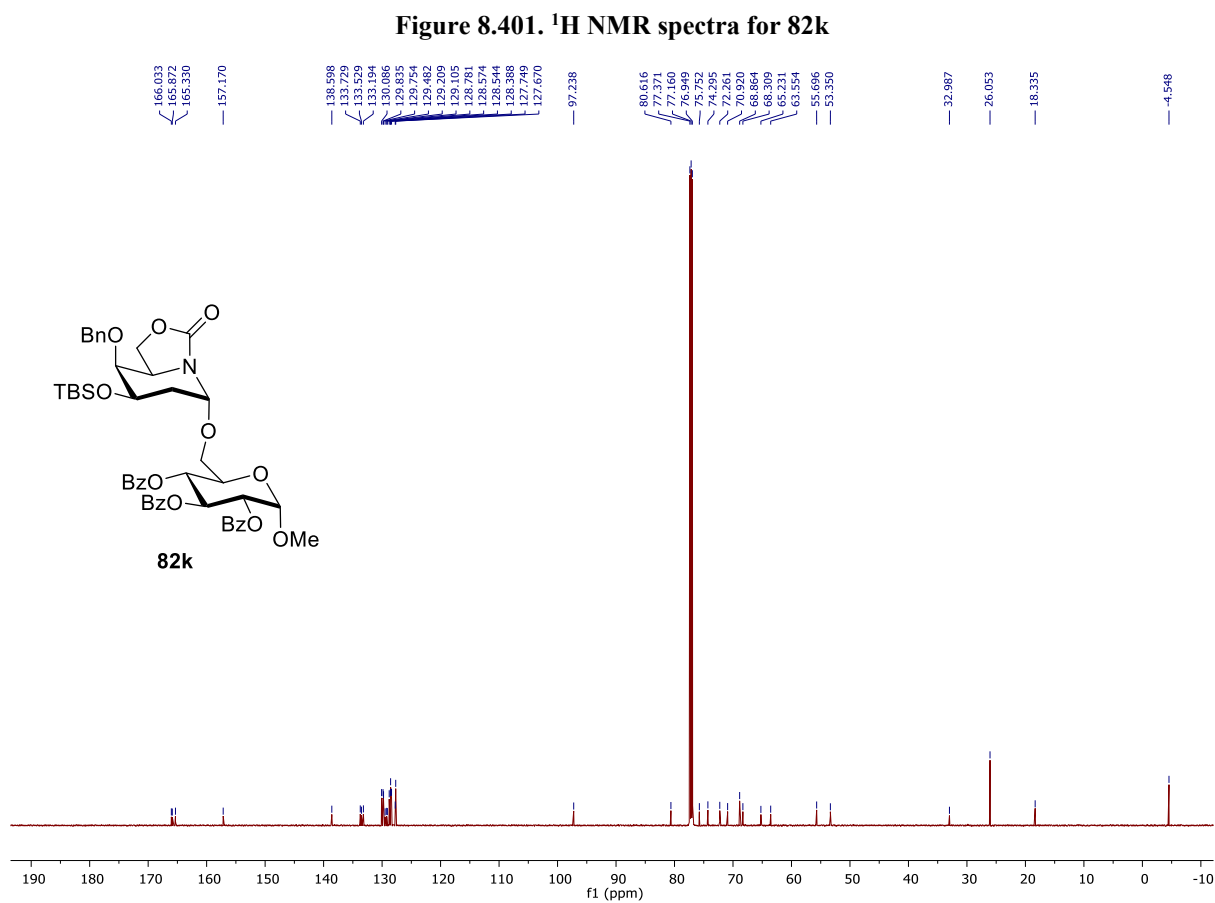 Figure 8.401. ¹H NMR spectra for 82k
166.033
165.872
165.330
157.170
138.598
133.729
133.529
133.194
130.086
129.835
129.754
129.482
129.209
129.105
128.781
128.574
128.544
128.388
127.749
127.670
97.238
80.616
77.371
77.160
76.949
75.752
74.295
72.261
70.920
68.864
68.309
65.231
63.554
55.696
53.350
32.987
26.053
18.335
-4.548
O
O
BnO
N
TBSO
O
O
BzO
BzO
BzO
OMe
82k
190 180 170 160 150 140 130 120 110 100 90 80 70 60 50 40 30 20 10 0 -10
f1 (ppm)